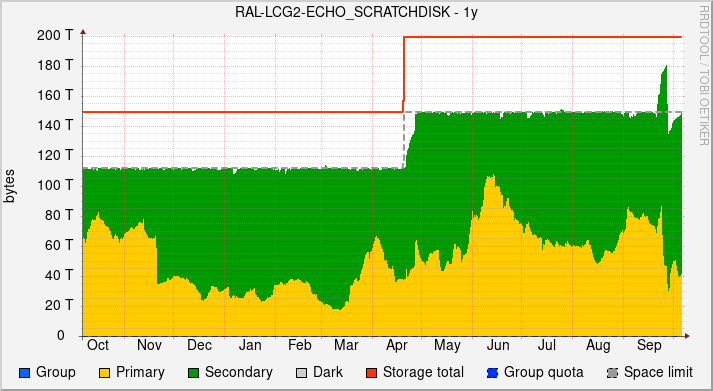 RAL-LCG2-ECHO_SCRATCHDISK - 1y
RRDTOOL / TOBI OETIKER
bytes
200 T
180 T
160 T
140 T
120 T
100 T
80 T
60 T
40 T
20 T
0
Oct Nov Dec Jan Feb Mar Apr May Jun Jul Aug Sep
Group Primary Secondary Dark Storage total Group quota Space limit